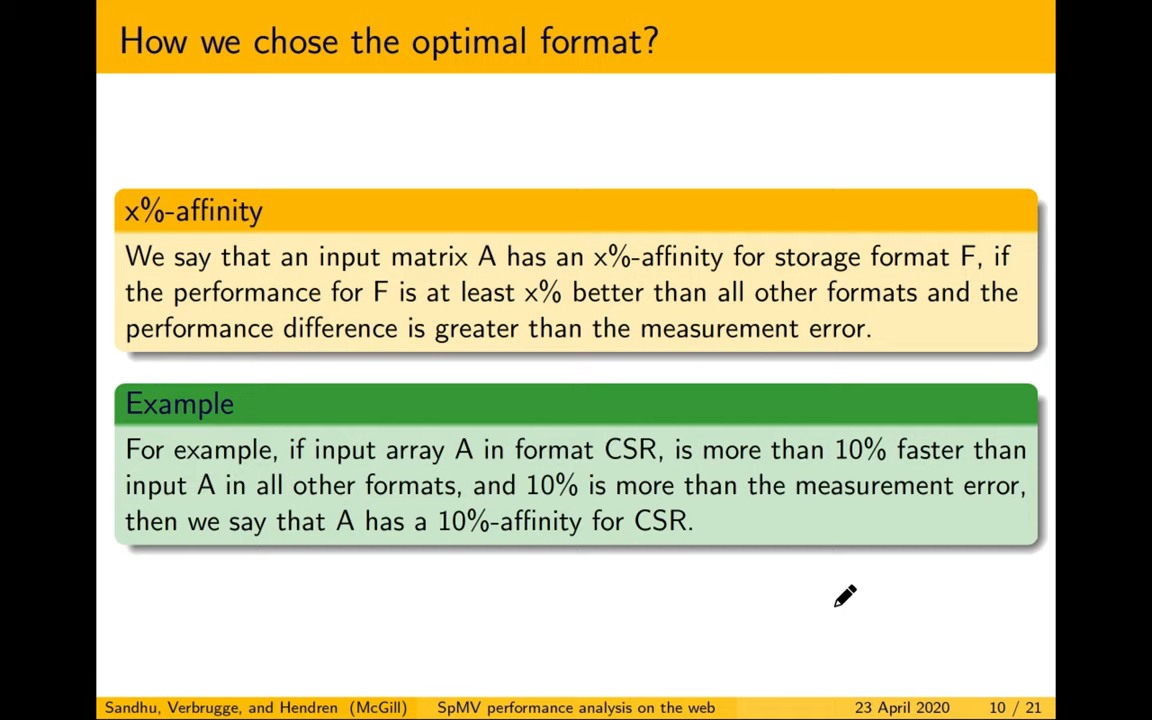 How we chose the optimal format?
x%-affinity
We say that an input matrix A has an x%-affinity for storage format F, if
the performance for F is at least x% better than all other formats and the
performance difference is greater than the measurement error.
Example
For example, if input array A in format CSR, is more than 10% faster than
input A in all other formats, and 10% is more than the measurement error,
then we say that A has a 10%-affinity for CSR.
Sandhu, Verbrugge, and Hendren (McGill) SpMV performance analysis on the web 23 April 2020 10 / 21